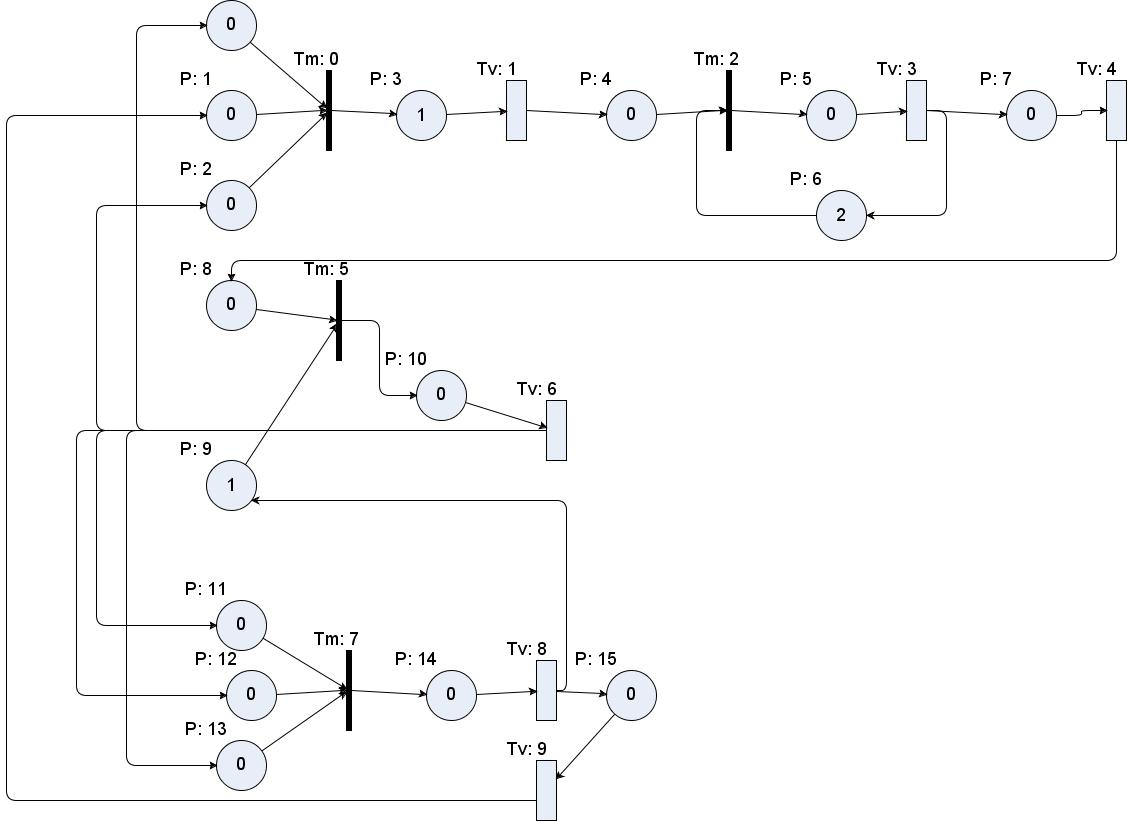 0
Tm: 0
P: 1
0
P: 3
1
Tv: 1
P: 4
0
Tm: 2
P: 5
0
Tv: 3
P: 7
0
Tv: 4
P: 2
0
P: 6
2
P: 8
0
Tm: 5
P: 10
0
Tv: 6
P: 9
1
P: 11
0
Tm: 7
P: 12
0
P: 14
0
Tv: 8
P: 15
0
P: 13
0
Tv: 9